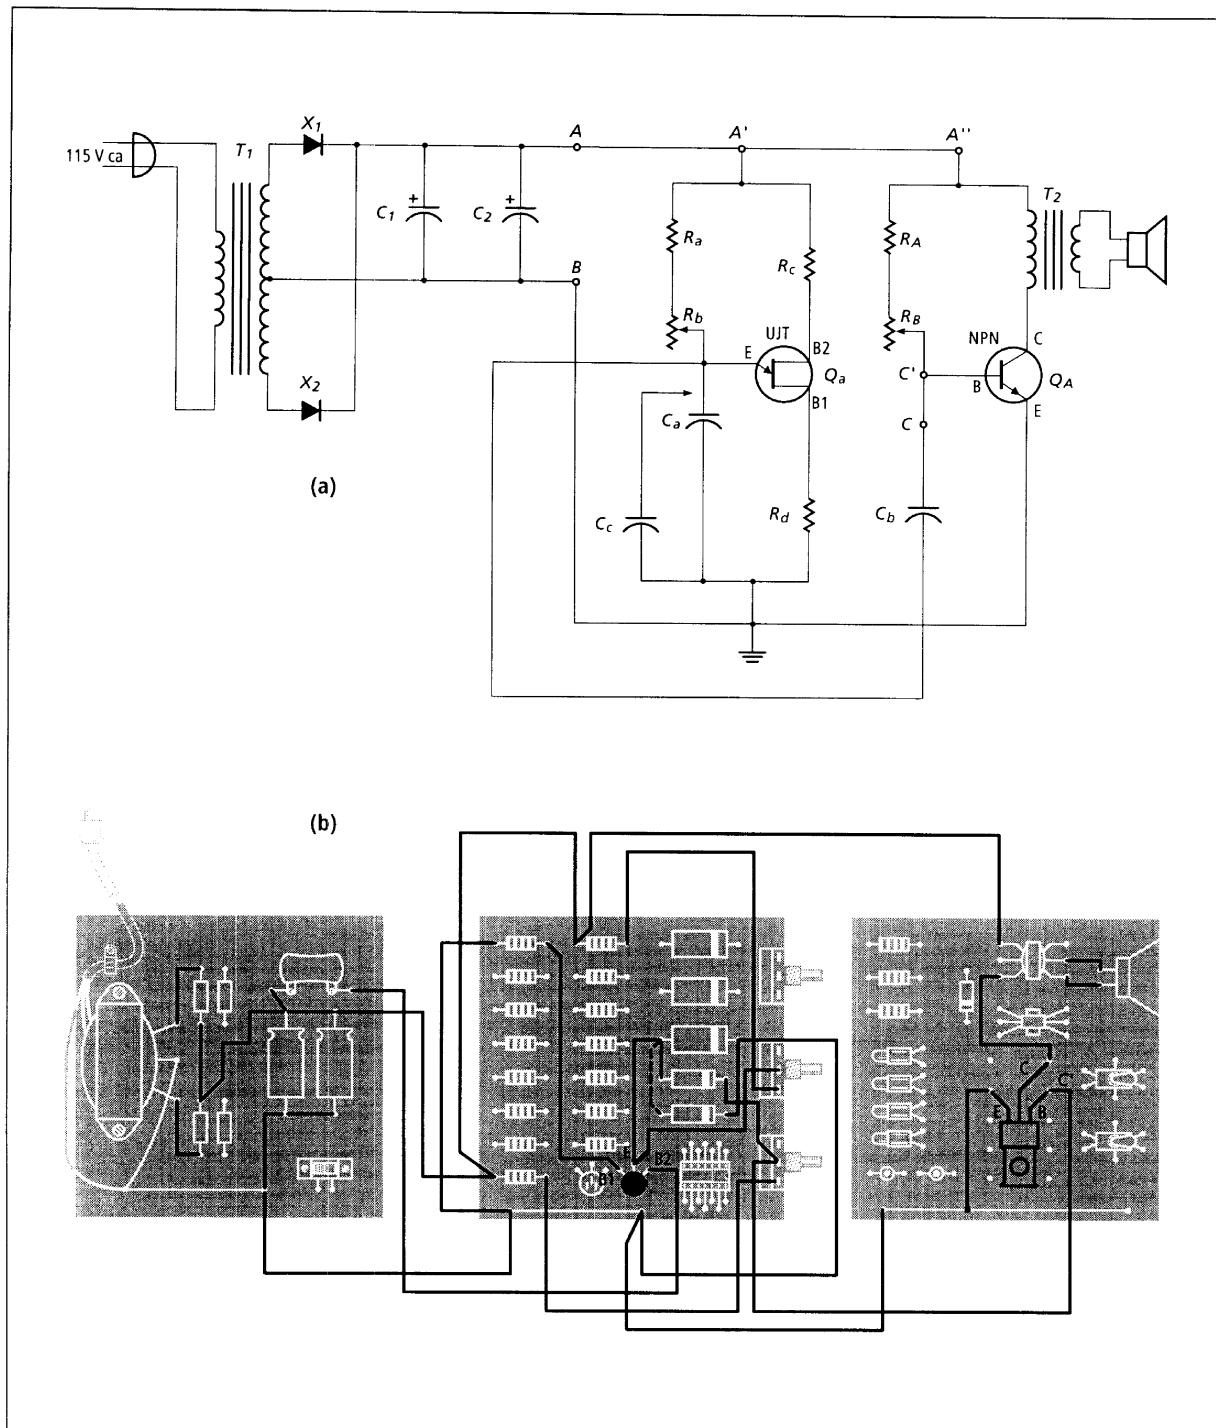 115 V ca
T1
X1
X2
C1
+
C2
+
A
B
A'
A''
Ra
Rb
Rc
UJT
E
B2
B1
Qa
Ca
Cc
Rd
RA
RB
T2
NPN
C
B
E
QA
C'
C
Cb
(a)
(b)
E
B2
B1
C
C'
E
B